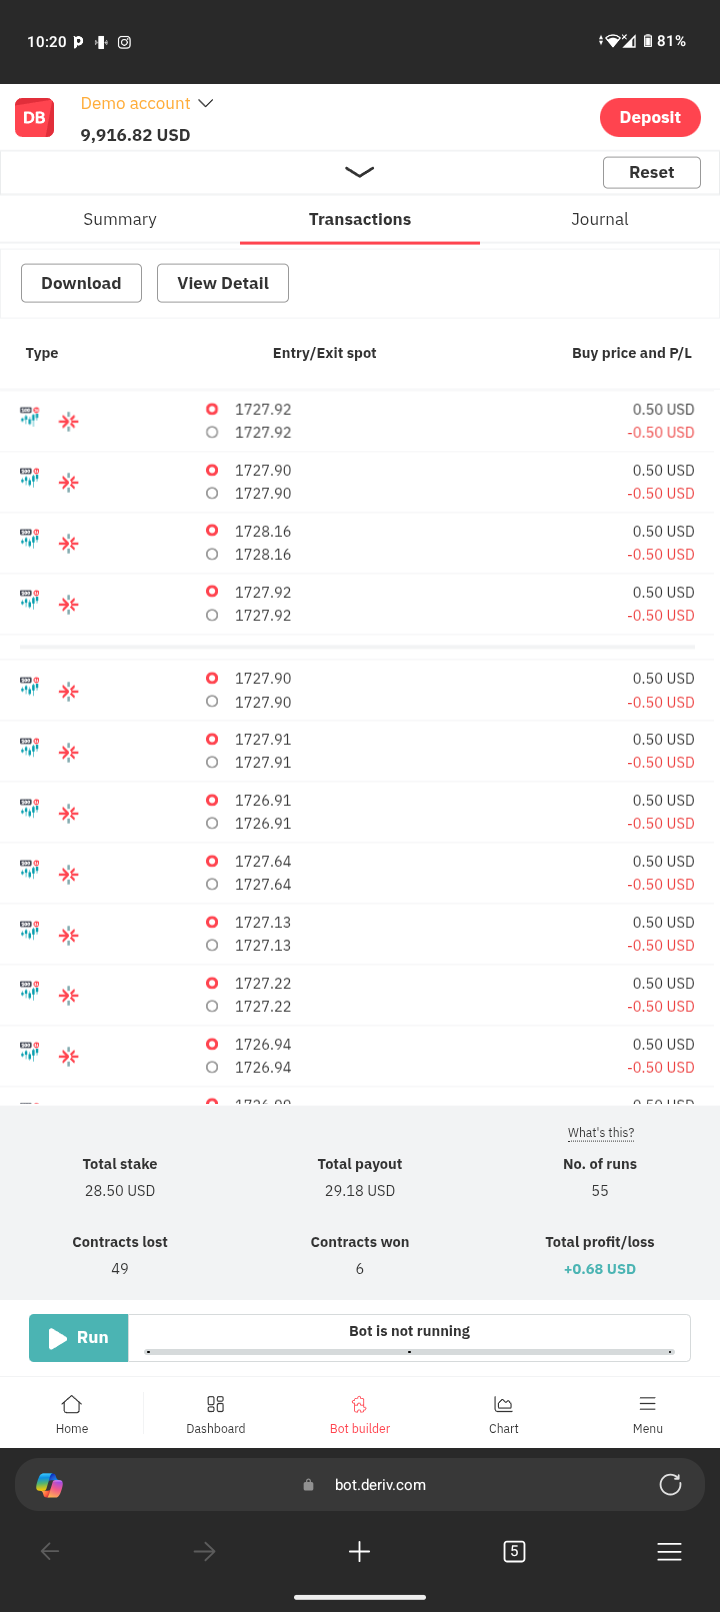 10:20
81%
DB
Demo account
9,916.82 USD
Deposit
Reset
Summary Transactions Journal
Download View Detail
Type Entry/Exit spot Buy price and P/L
1727.92 0.50 USD
1727.92 -0.50 USD
1727.90 0.50 USD
1727.90 -0.50 USD
1728.16 0.50 USD
1728.16 -0.50 USD
1727.92 0.50 USD
1727.92 -0.50 USD
1727.90 0.50 USD
1727.90 -0.50 USD
1727.91 0.50 USD
1727.91 -0.50 USD
1726.91 0.50 USD
1726.91 -0.50 USD
1727.64 0.50 USD
1727.64 -0.50 USD
1727.13 0.50 USD
1727.13 -0.50 USD
1727.22 0.50 USD
1727.22 -0.50 USD
1726.94 0.50 USD
1726.94 -0.50 USD
What's this?
Total stake Total payout No. of runs
28.50 USD 29.18 USD 55
Contracts lost Contracts won Total profit/loss
49 6 +0.68 USD
Run
Bot is not running
Home Dashboard Bot builder Chart Menu
bot.deriv.com
5